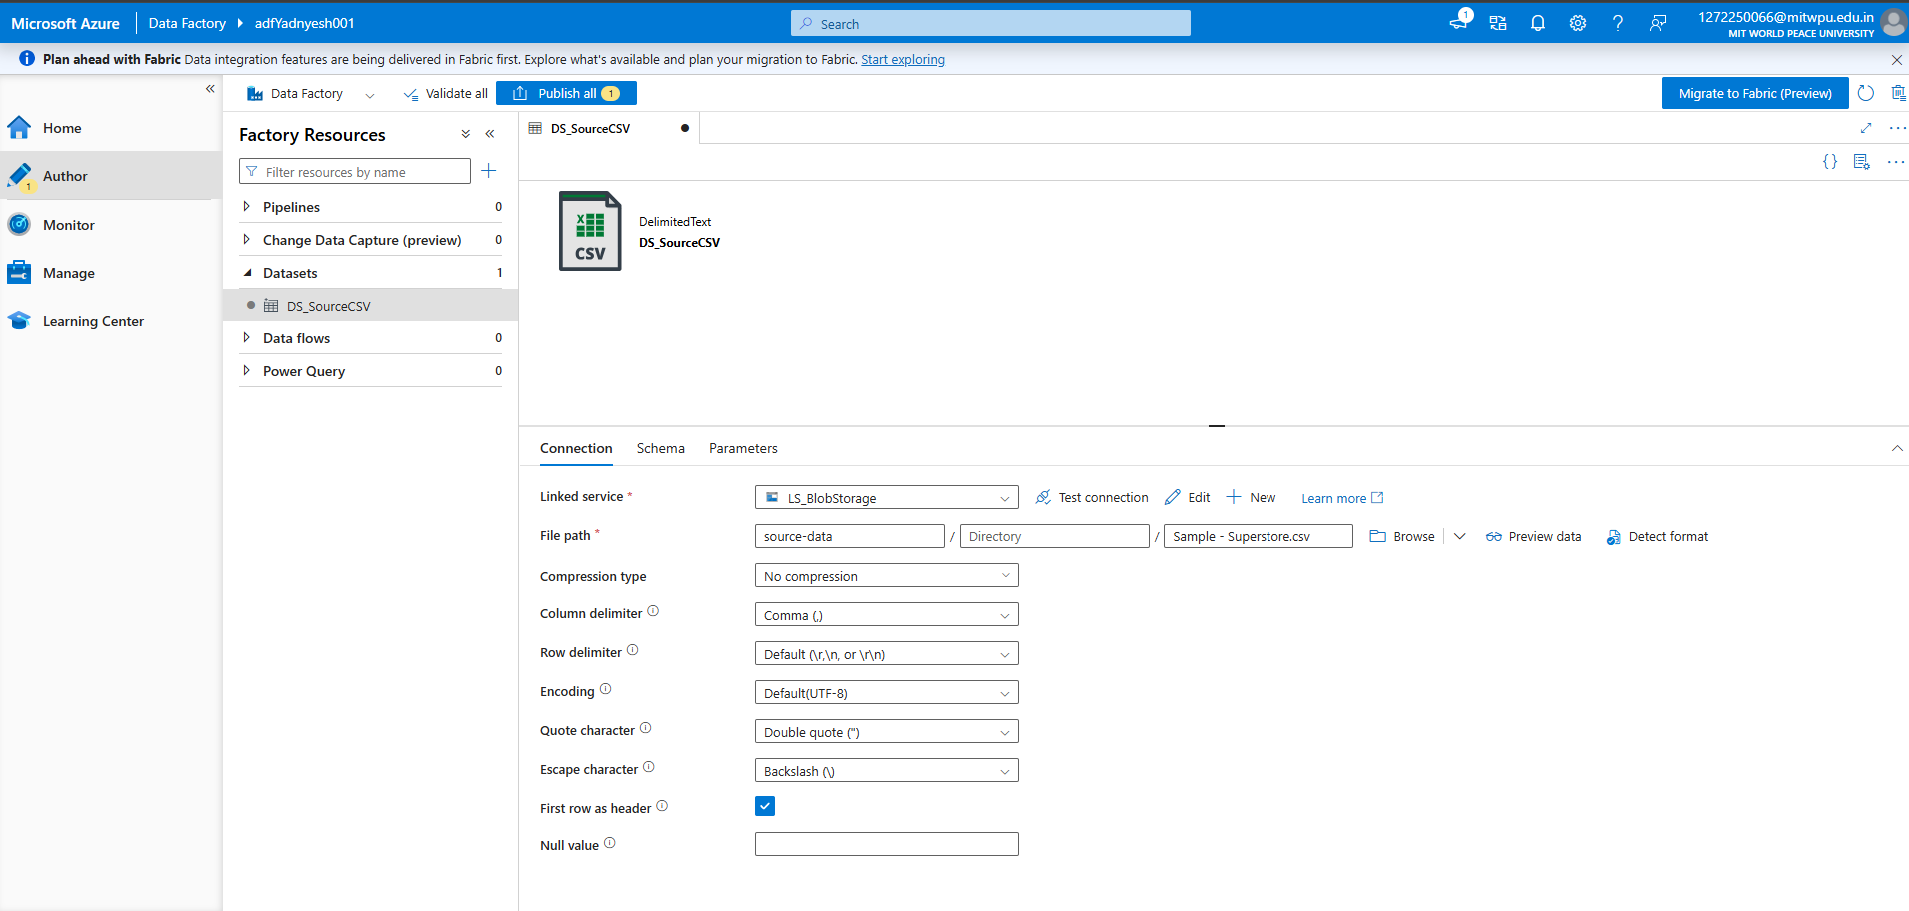 Microsoft Azure Data Factory adfYadnyesh001 Search 1 1272250066@mitwpu.edu.in
MIT WORLD PEACE UNIVERSITY
Plan ahead with Fabric Data integration features are being delivered in Fabric first. Explore what's available and plan your migration to Fabric. Start exploring
Data Factory Validate all Publish all 1 Migrate to Fabric (Preview)
Home
Author
1
Monitor
Manage
Learning Center
Factory Resources
Filter resources by name
Pipelines 0
Change Data Capture (preview) 0
Datasets 1
DS_SourceCSV
Data flows 0
Power Query 0
DS_SourceCSV
{}
CSV
DelimitedText
DS_SourceCSV
Connection Schema Parameters
Linked service * LS_BlobStorage Test connection Edit New Learn more
File path * source-data / Directory / Sample - Superstore.csv Browse Preview data Detect format
Compression type No compression
Column delimiter Comma (,)
Row delimiter Default (\r,\n, or \r\n)
Encoding Default(UTF-8)
Quote character Double quote (")
Escape character Backslash (\)
First row as header
Null value